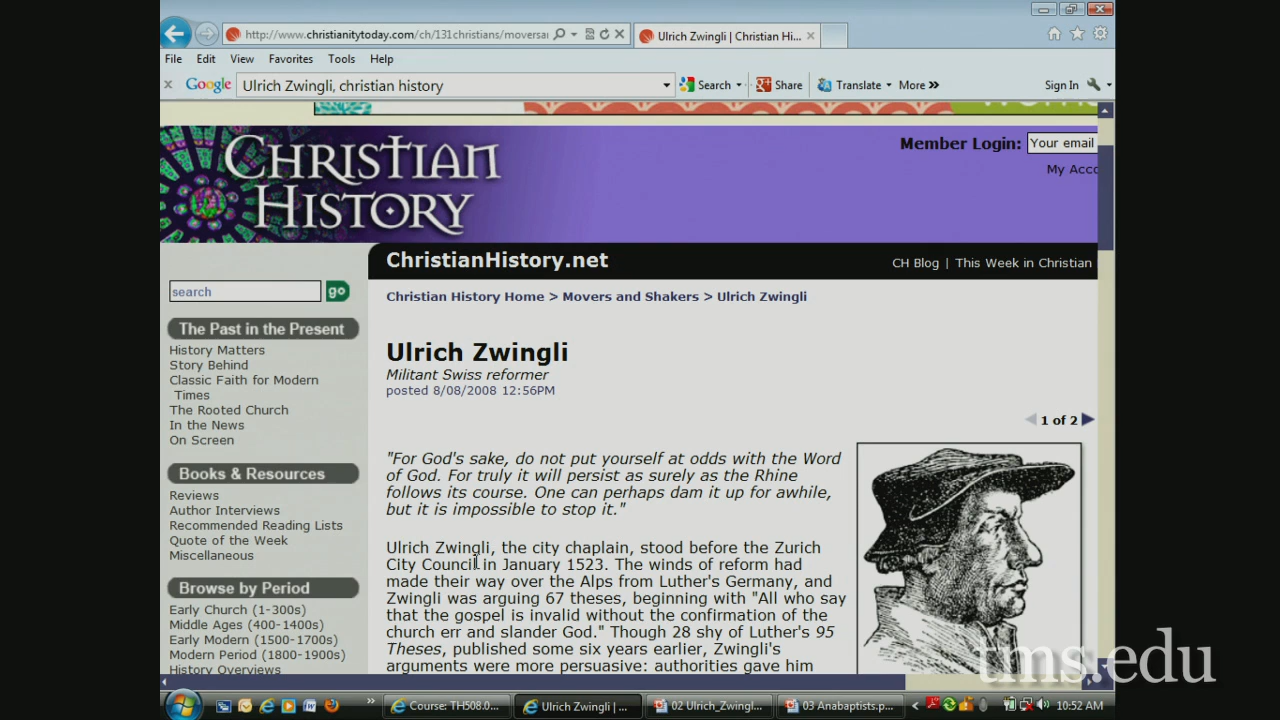 http://www.christianitytoday.com/ch/131christians/moversar
Ulrich Zwingli | Christian Hi...
File Edit View Favorites Tools Help
Google Ulrich Zwingli, christian history Search Share Translate More » Sign In
CHRISTIAN
HISTORY
Member Login: Your email
My Acco
ChristianHistory.net
CH Blog | This Week in Christian
search go
Christian History Home > Movers and Shakers > Ulrich Zwingli
The Past in the Present
History Matters
Story Behind
Classic Faith for Modern
Times
The Rooted Church
In the News
On Screen
Books & Resources
Reviews
Author Interviews
Recommended Reading Lists
Quote of the Week
Miscellaneous
Browse by Period
Early Church (1-300s)
Middle Ages (400-1400s)
Early Modern (1500-1700s)
Modern Period (1800-1900s)
History Overviews
Ulrich Zwingli
Militant Swiss reformer
posted 8/08/2008 12:56PM
1 of 2
"For God's sake, do not put yourself at odds with the Word
of God. For truly it will persist as surely as the Rhine
follows its course. One can perhaps dam it up for awhile,
but it is impossible to stop it."
Ulrich Zwingli, the city chaplain, stood before the Zurich
City Council in January 1523. The winds of reform had
made their way over the Alps from Luther's Germany, and
Zwingli was arguing 67 theses, beginning with "All who say
that the gospel is invalid without the confirmation of the
church err and slander God." Though 28 shy of Luther's 95
Theses, published some six years earlier, Zwingli's
arguments were more persuasive: authorities gave him
tms.edu
» Course: TH508.0... Ulrich Zwingli | ... 02 Ulrich_Zwingl... 03 Anabaptists.p... 10:52 AM